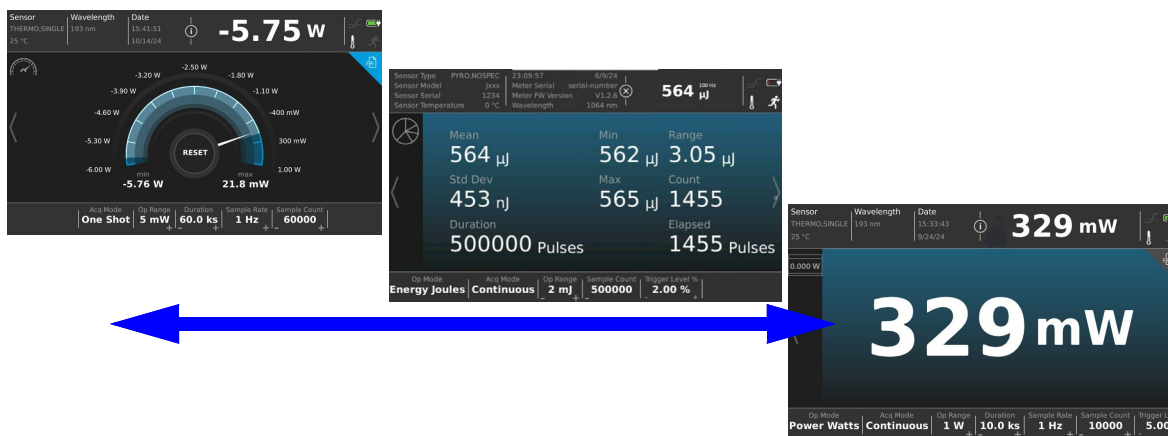 Sensor Wavelength Date
THERMO,SINGLE 193 nm 15:41:51
25 °C 10/14/24
-5.75 W
-2.50 W
-3.20 W -1.80 W
-3.90 W -1.10 W
-4.60 W -400 mW
-5.30 W 300 mW
-6.00 W 1.00 W
RESET
min max
-5.76 W 21.8 mW
Acq Mode Op Range Duration Sample Rate Sample Count
One Shot 5 mW 60.0 ks 1 Hz 60000
- + - +
Sensor Type PYRO,NOSPEC 23:09:57 6/9/24
Sensor Model Jxxx Meter Serial serial-number
Sensor Serial 1234 Meter FW Version V1.2.6
Sensor Temperature 0 °C Wavelength 1064 nm
564 µJ 100 Hz
Mean Min Range
564 µJ 562 µJ 3.05 µJ
Std Dev Max Count
453 nJ 565 µJ 1455
Duration Elapsed
500000 Pulses 1455 Pulses
Op Mode Acq Mode Op Range Sample Count Trigger Level %
Energy Joules Continuous 2 mJ 500000 2.00 %
- + - - +
Sensor Wavelength Date
THERMO,SINGLE 193 nm 15:33:43
25 °C 9/24/24
329 mW
0.000 W
329 mW
Op Mode Acq Mode Op Range Duration Sample Rate Sample Count Trigger L
Power Watts Continuous 1 W 10.0 ks 1 Hz 10000 5.00